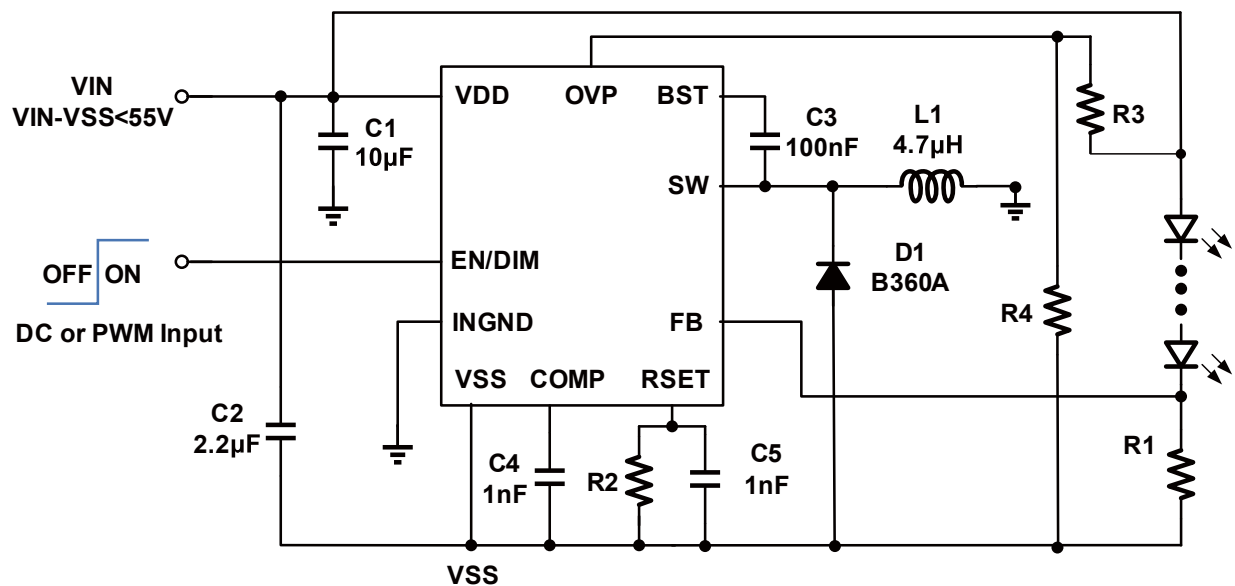 VIN
VIN-VSS<55V
VDD
OVP
BST
C1
10µF
C3
100nF
L1
4.7µH
R3
SW
OFF
ON
EN/DIM
D1
B360A
DC or PWM Input
INGND
FB
R4
VSS
COMP
RSET
C2
2.2µF
C4
1nF
R2
C5
1nF
R1
VSS